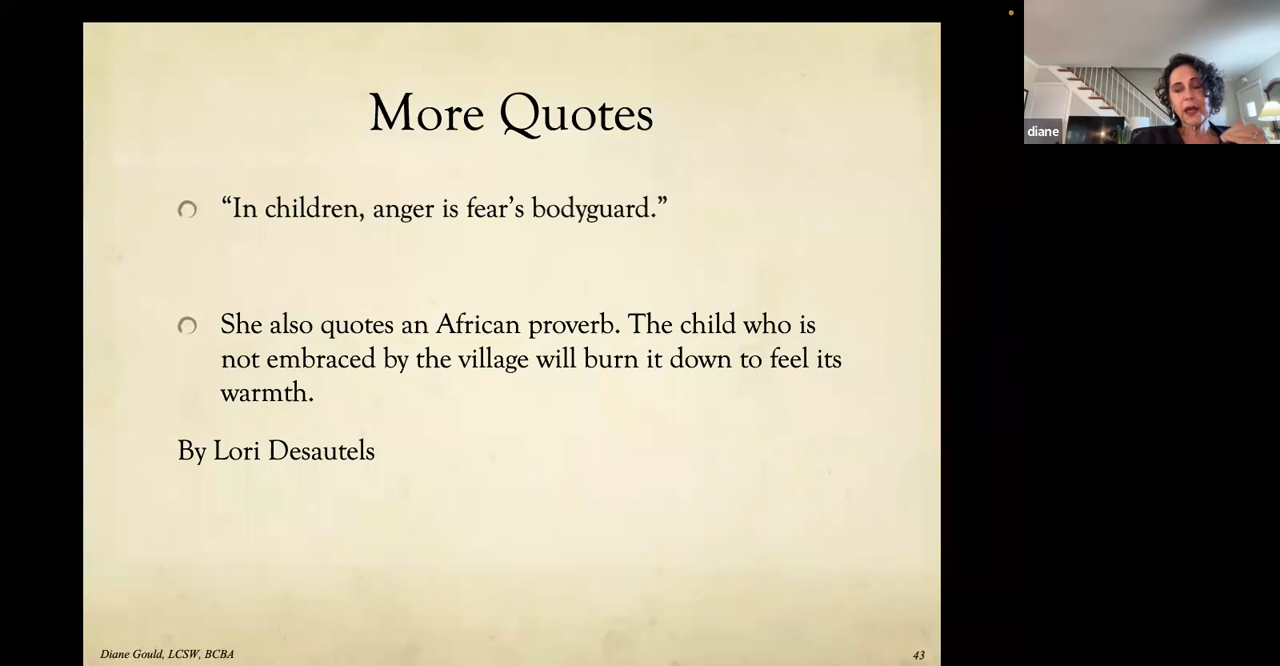 More Quotes
“In children, anger is fear’s bodyguard.”
She also quotes an African proverb. The child who is
not embraced by the village will burn it down to feel its
warmth.
By Lori Desautels
Diane Gould, LCSW, BCBA
43
diane